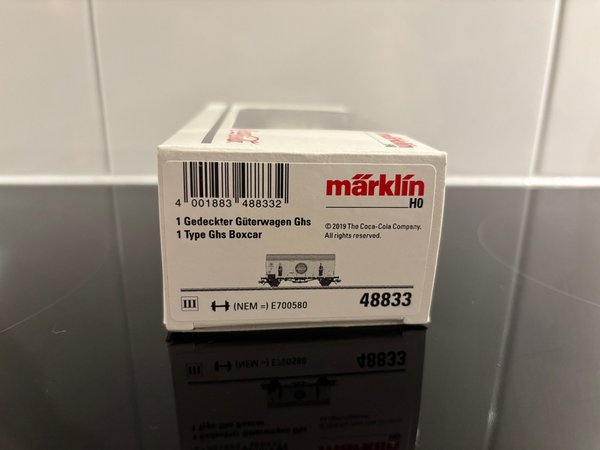 4 001883 488332
märklin
H0
1 Gedeckter Güterwagen Ghs
1 Type Ghs Boxcar
© 2019 The Coca-Cola Company.
All rights reserved.
III
(NEM =) E700580
48833